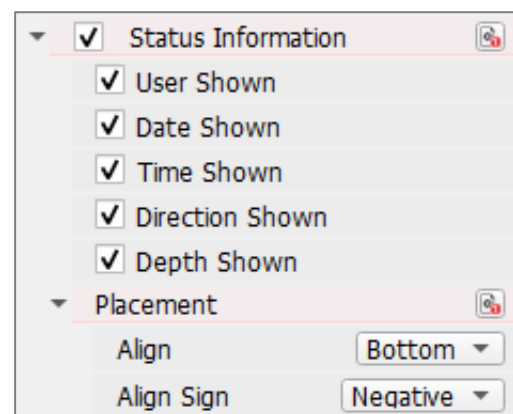 Status Information
User Shown
Date Shown
Time Shown
Direction Shown
Depth Shown
Placement
Align Bottom
Align Sign Negative